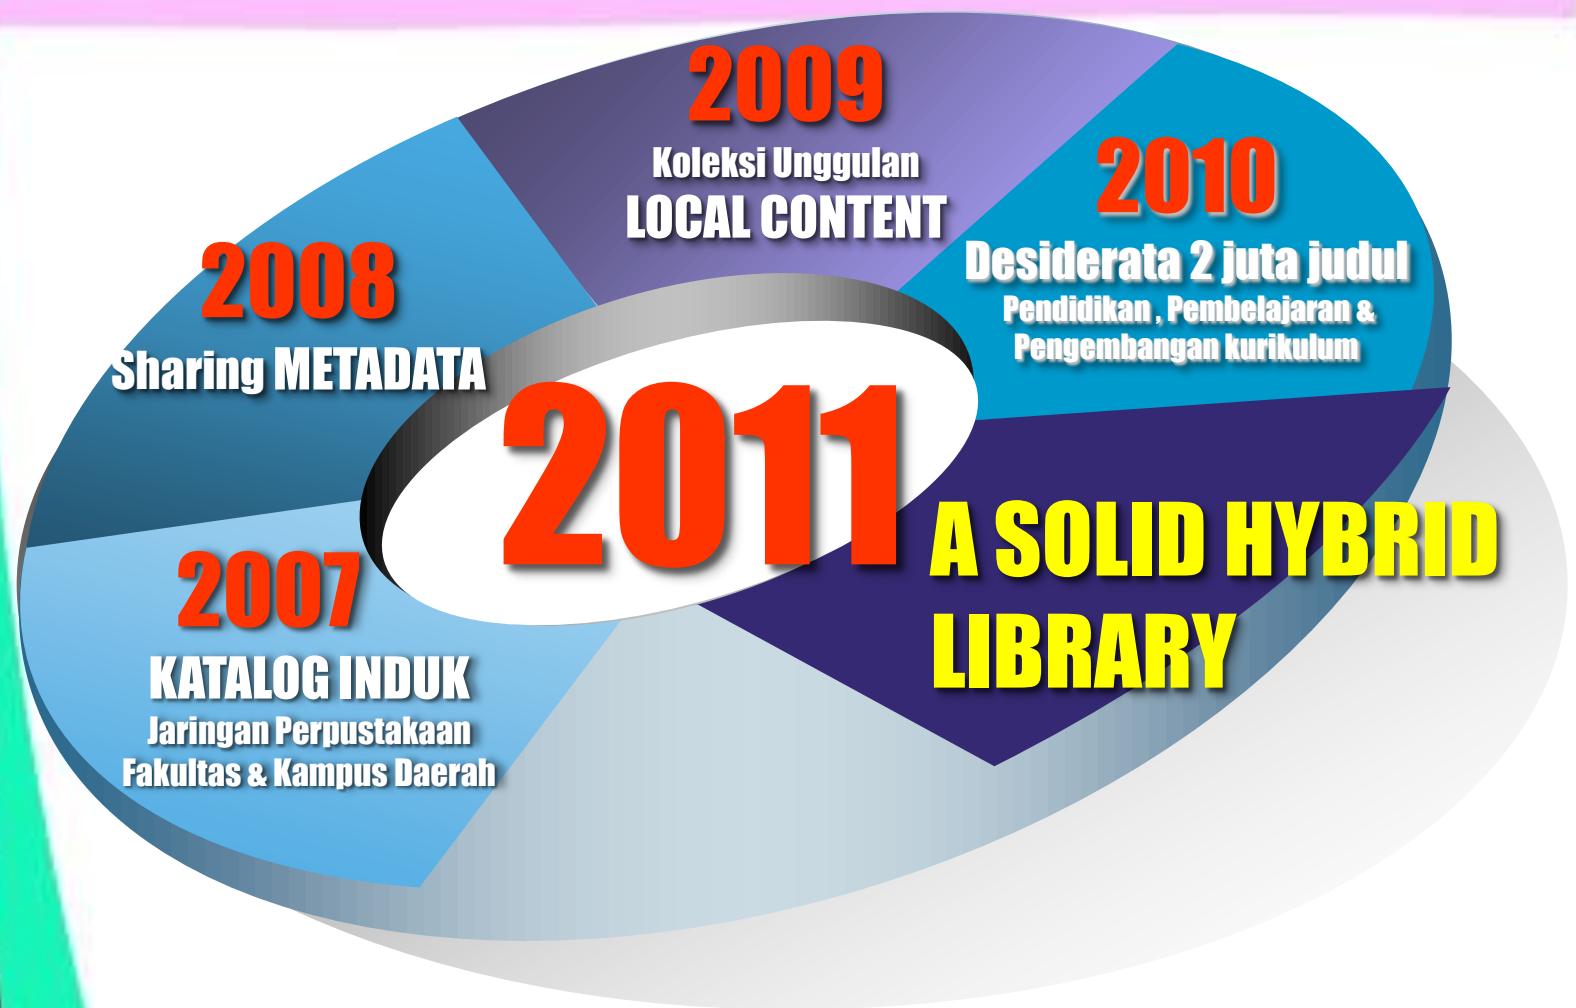 2007
KATALOG INDUK
Jaringan Perpustakaan
Fakultas & Kampus Daerah
2008
Sharing METADATA
2009
Koleksi Unggulan
LOCAL CONTENT
2010
Desiderata 2 juta judul
Pendidikan , Pembelajaran &
Pengembangan kurikulum
2011
A SOLID HYBRID
LIBRARY